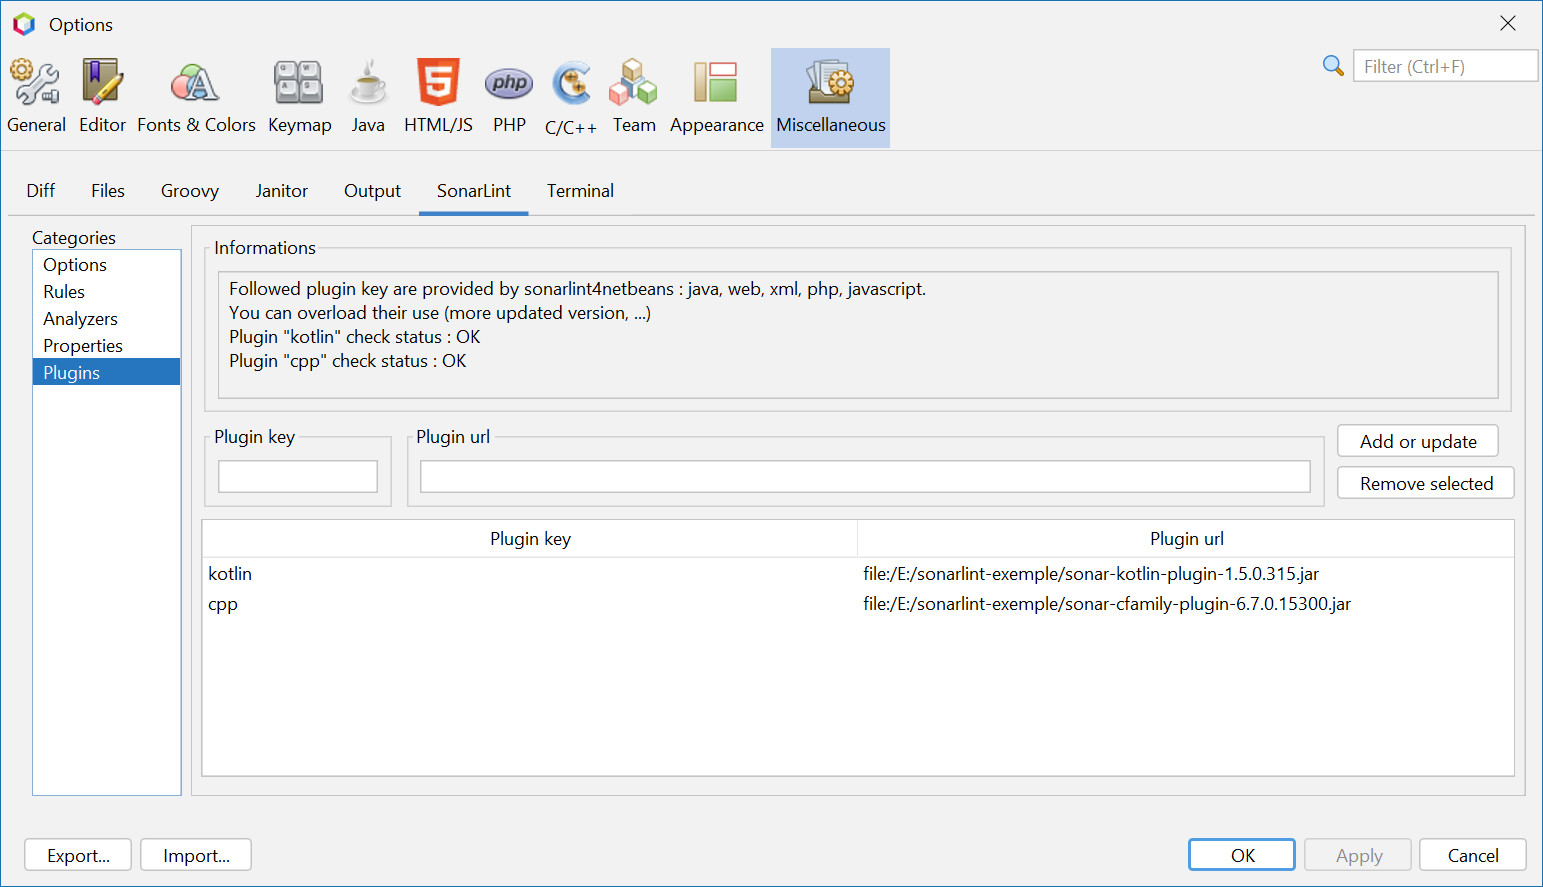 Options
Filter (Ctrl+F)
General Editor Fonts & Colors Keymap Java HTML/JS PHP C/C++ Team Appearance Miscellaneous
php
Diff Files Groovy Janitor Output SonarLint Terminal
Categories
Options
Rules
Analyzers
Properties
Plugins
Informations
Followed plugin key are provided by sonarlint4netbeans : java, web, xml, php, javascript.
You can overload their use (more updated version, ...)
Plugin "kotlin" check status : OK
Plugin "cpp" check status : OK
Plugin key
Plugin url
Add or update
Remove selected
Plugin key Plugin url
kotlin file:/E:/sonarlint-exemple/sonar-kotlin-plugin-1.5.0.315.jar
cpp file:/E:/sonarlint-exemple/sonar-cfamily-plugin-6.7.0.15300.jar
Export... Import... OK Apply Cancel